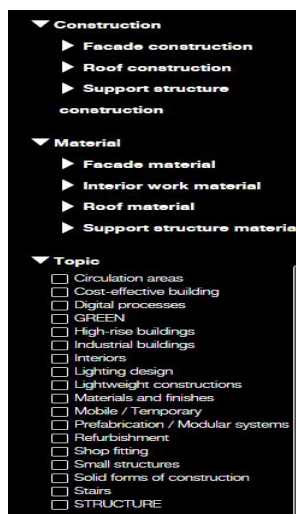 Construction
Facade construction
Roof construction
Support structure
construction
Material
Facade material
Interior work material
Roof material
Support structure materia
Topic
Circulation areas
Cost-effective building
Digital processes
GREEN
High-rise buildings
Industrial buildings
Interiors
Lighting design
Lightweight constructions
Materials and finishes
Mobile / Temporary
Prefabrication / Modular systems
Refurbishment
Shop fitting
Small structures
Solid forms of construction
Stairs
STRUCTURE